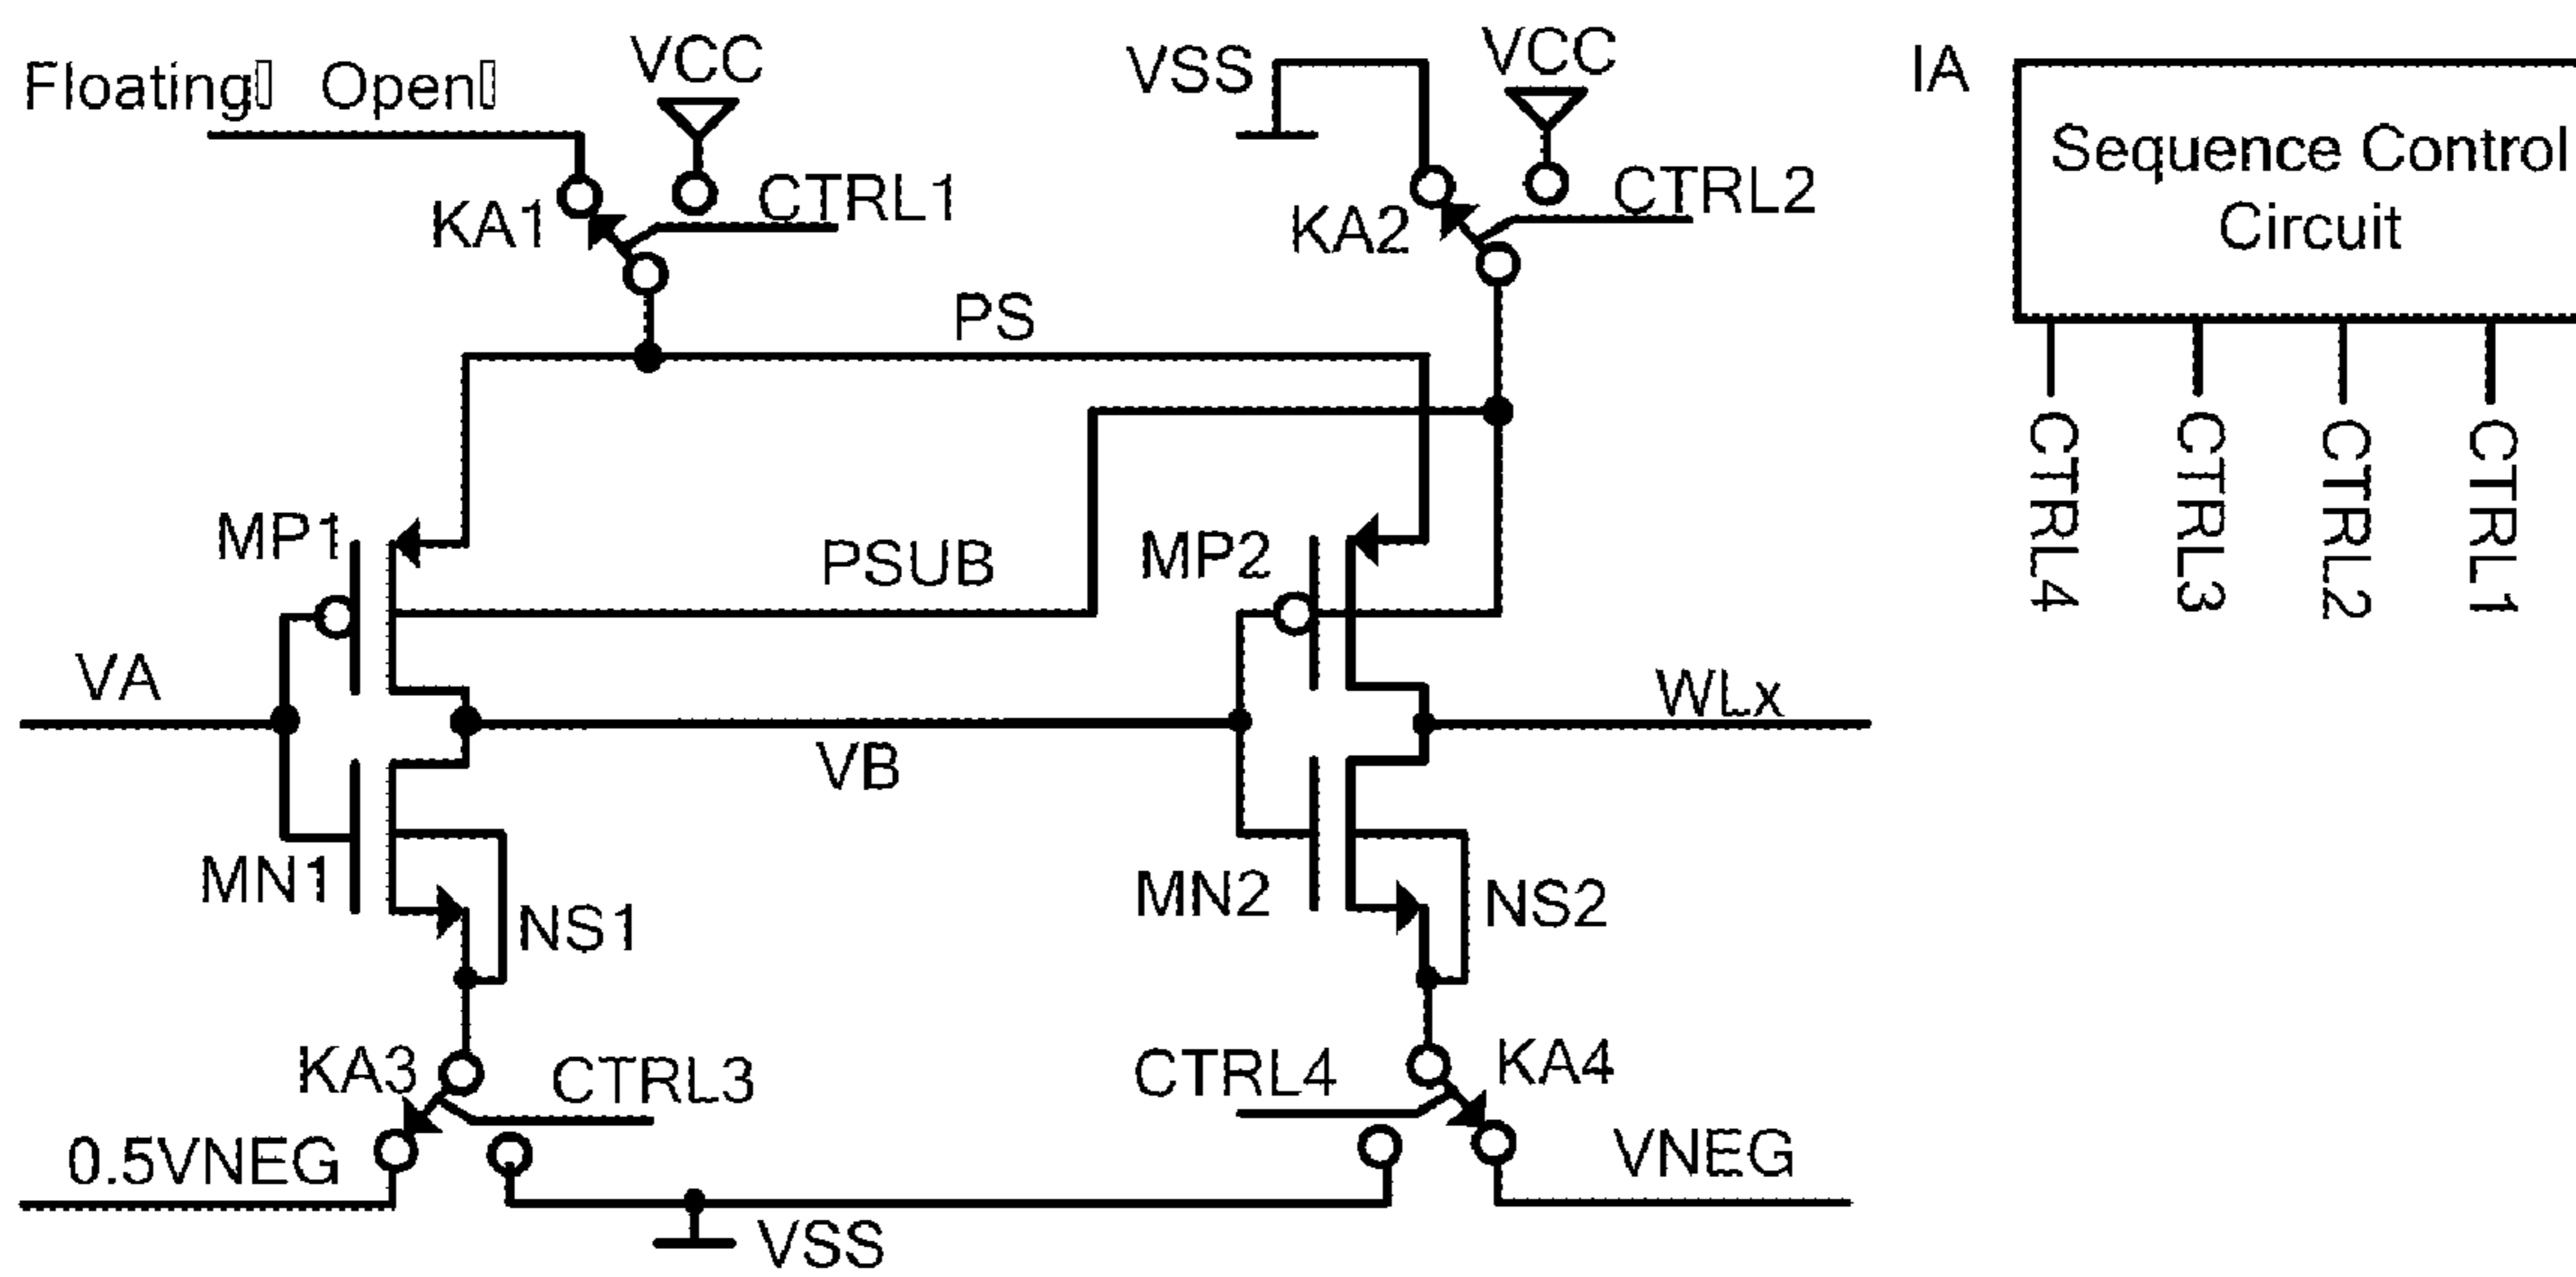 Floating Open
VCC
VSS
VCC
IA
Sequence Control
Circuit
KA1
CTRL1
KA2
CTRL2
PS
CTRL4
CTRL3
CTRL2
CTRL1
MP1
PSUB
MP2
VA
VB
WLx
MN1
NS1
MN2
NS2
KA3
CTRL3
CTRL4
KA4
0.5VNEG
VSS
VNEG